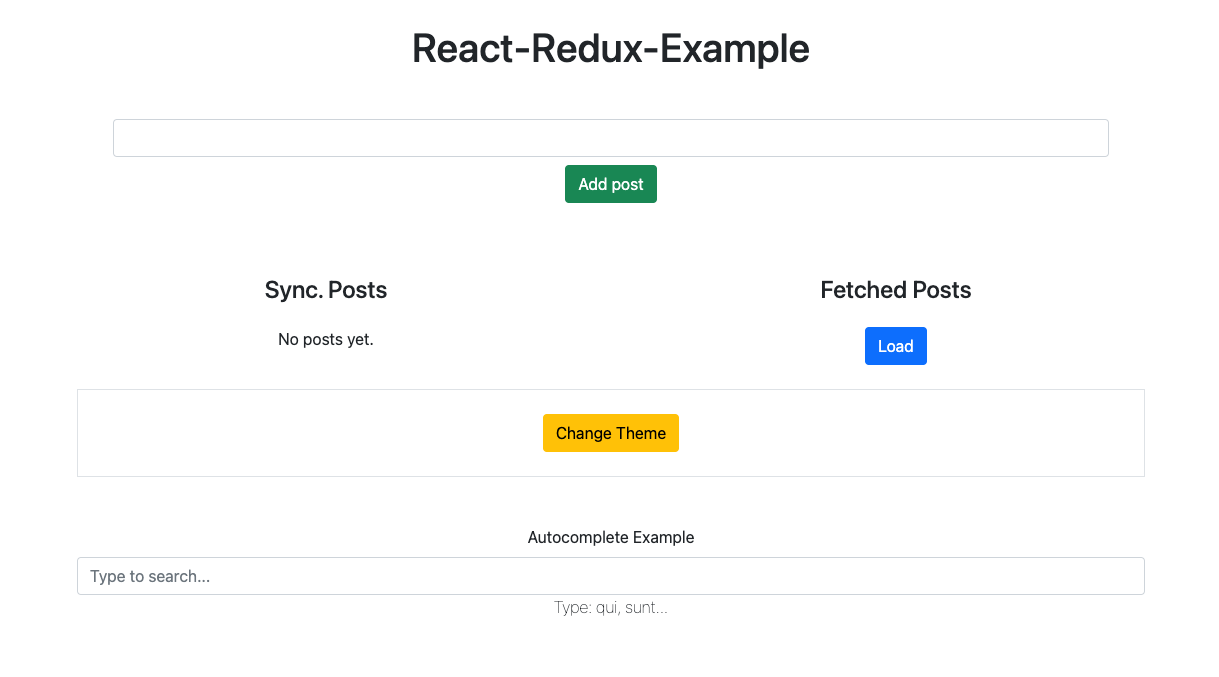 React-Redux-Example
Add post
Sync. Posts
Fetched Posts
No posts yet.
Load
Change Theme
Autocomplete Example
Type to search...
Type: qui, sunt...